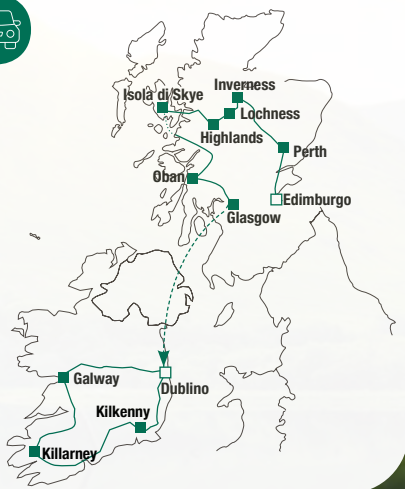 Inverness
Isola di Skye
Lochness
Highlands
Perth
Oban
Edimburgo
Glasgow
Galway
Dublino
Kilkenny
Killarney